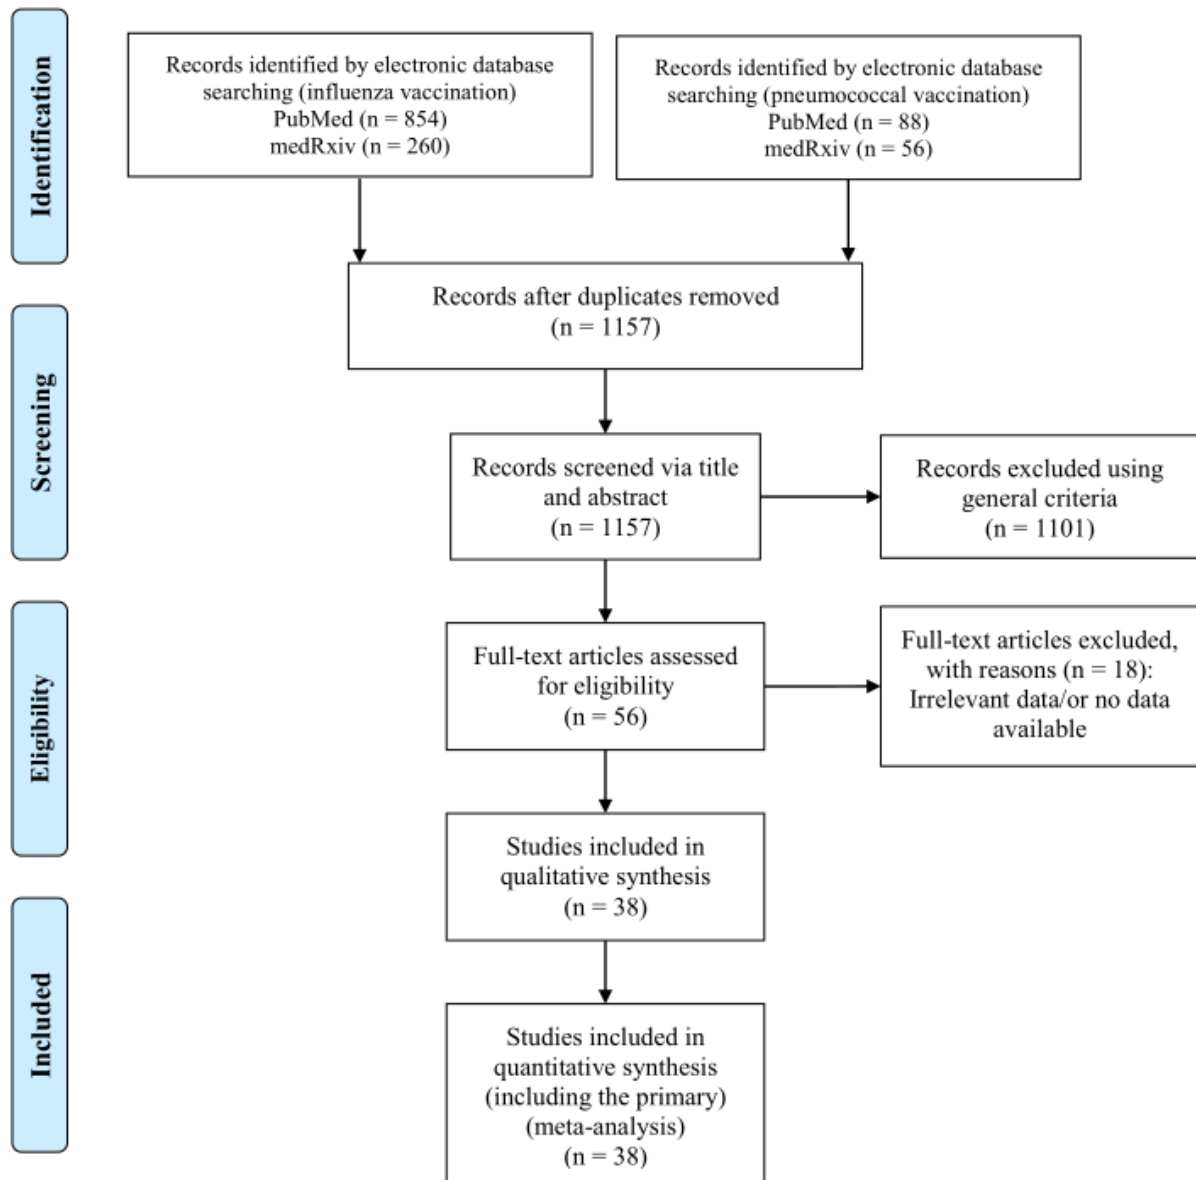 Identification
Records identified by electronic database
searching (influenza vaccination)
PubMed (n = 854)
medRxiv (n = 260)
Records identified by electronic database
searching (pneumococcal vaccination)
PubMed (n = 88)
medRxiv (n = 56)
Records after duplicates removed
(n = 1157)
Screening
Records screened via title
and abstract
(n = 1157)
Records excluded using
general criteria
(n = 1101)
Eligibility
Full-text articles assessed
for eligibility
(n = 56)
Full-text articles excluded,
with reasons (n = 18):
Irrelevant data/or no data
available
Studies included in
qualitative synthesis
(n = 38)
Included
Studies included in
quantitative synthesis
(including the primary)
(meta-analysis)
(n = 38)